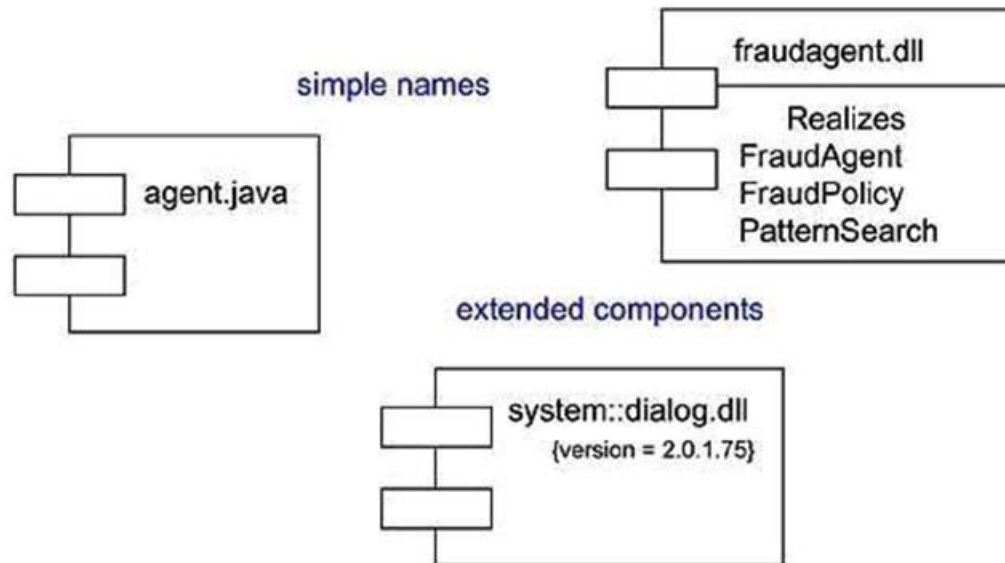 fraudagent.dll
simple names
Realizes
FraudAgent
FraudPolicy
PatternSearch
agent.java
extended components
system::dialog.dll
{version = 2.0.1.75}